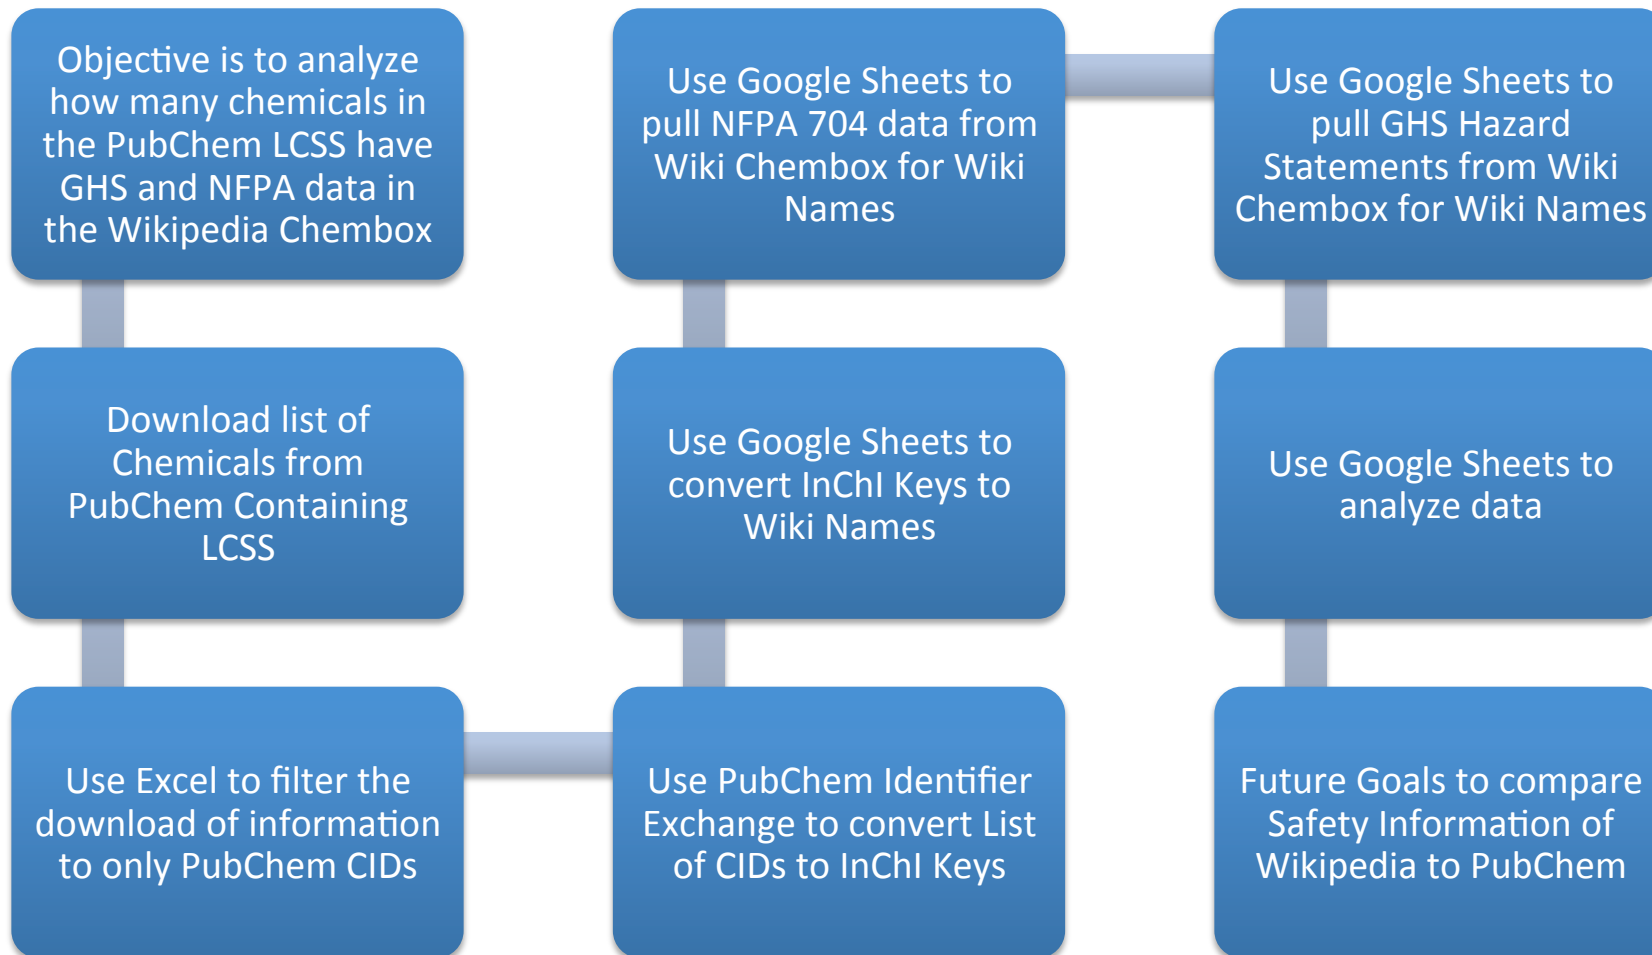 Objective is to analyze
how many chemicals in
the PubChem LCSS have
GHS and NFPA data in
the Wikipedia Chembox
Download list of
Chemicals from
PubChem Containing
LCSS
Use Excel to filter the
download of information
to only PubChem CIDs
Use PubChem Identifier
Exchange to convert List
of CIDs to InChI Keys
Use Google Sheets to
convert InChI Keys to
Wiki Names
Use Google Sheets to
pull NFPA 704 data from
Wiki Chembox for Wiki
Names
Use Google Sheets to
pull GHS Hazard
Statements from Wiki
Chembox for Wiki Names
Use Google Sheets to
analyze data
Future Goals to compare
Safety Information of
Wikipedia to PubChem